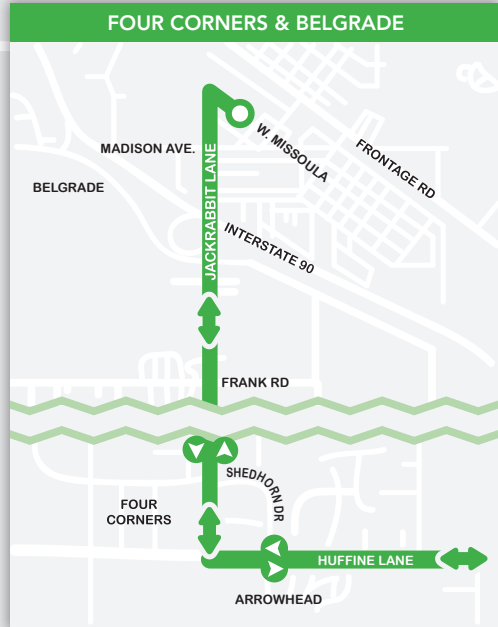 FOUR CORNERS & BELGRADE
W. MISSOULA
FRONTAGE RD
MADISON AVE.
BELGRADE
JACKRABBIT LANE
INTERSTATE 90
FRANK RD
SHEDHORN DR
FOUR
CORNERS
HUFFINE LANE
ARROWHEAD